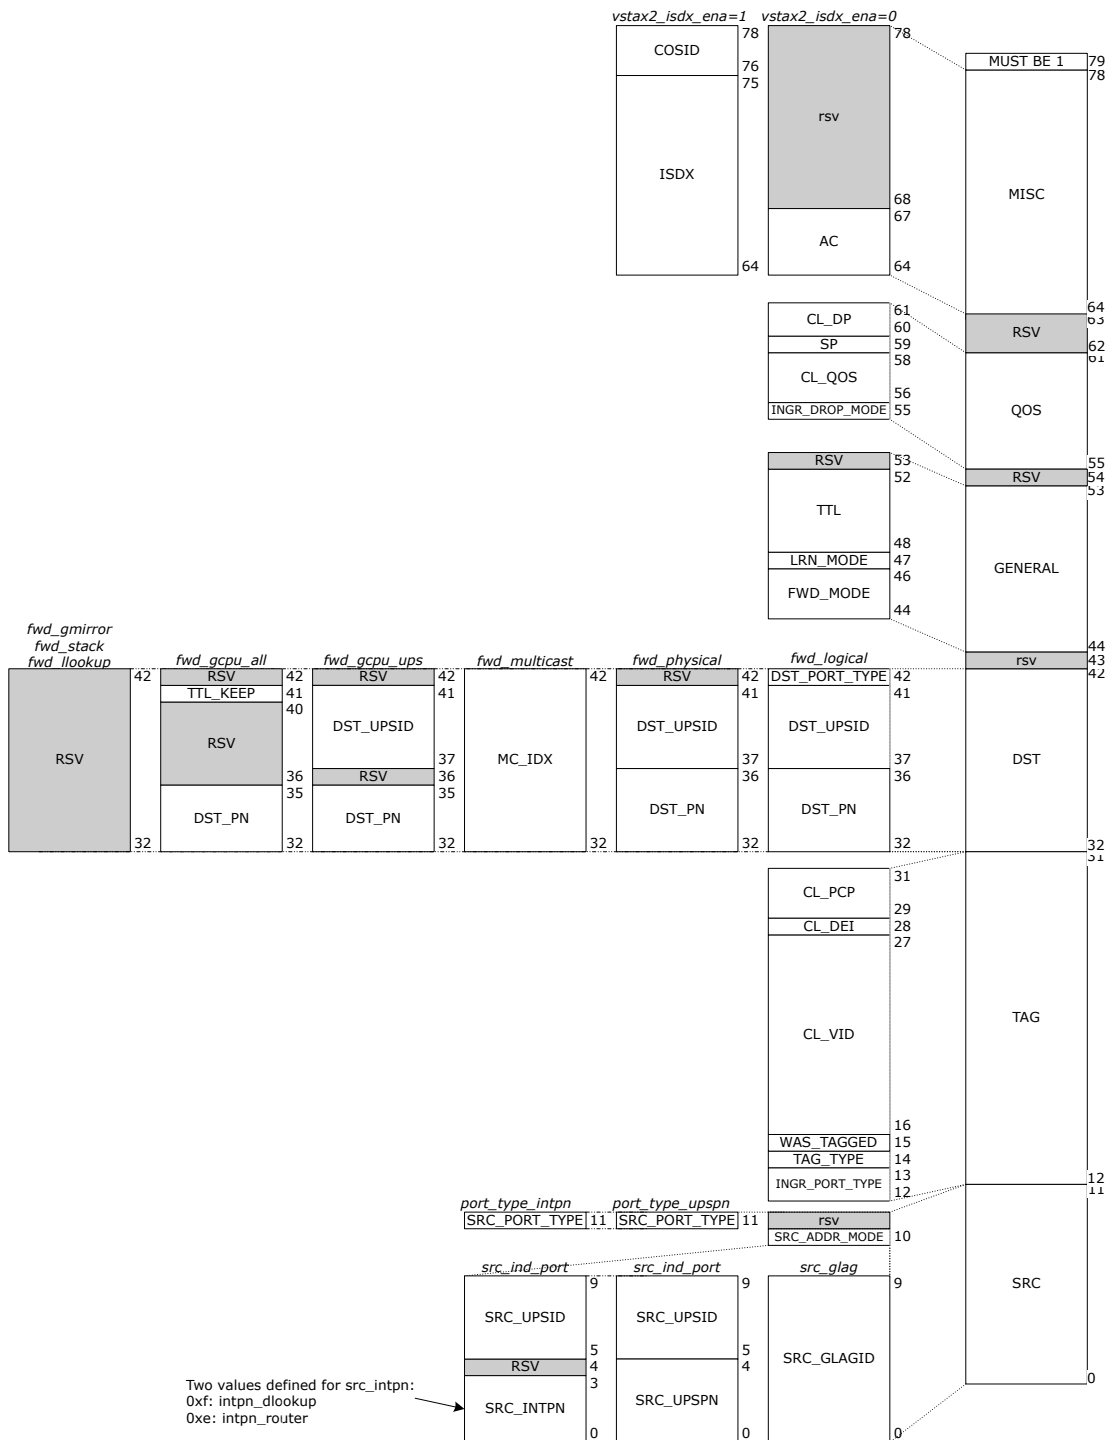 vstax2_isdx_ena=1 vstax2_isdx_ena=0
COSID
78
76
ISDX
75
64
rsv
78
68
AC
67
64
MUST BE 1
79
MISC
78
64
RSV
63
62
QOS
61
55
RSV
54
GENERAL
53
44
rsv
43
DST
42
32
TAG
31
12
SRC
11
0
CL_DP
61
60
SP
59
CL_QOS
58
56
INGR_DROP_MODE
55
RSV
53
TTL
52
48
LRN_MODE
47
FWD_MODE
46
44
fwd_gmirror
fwd_stack
fwd_llookup
RSV
42
32
fwd_gcpu_all
RSV
42
TTL_KEEP
41
RSV
40
36
DST_PN
35
32
fwd_gcpu_ups
RSV
42
DST_UPSID
41
37
RSV
36
DST_PN
35
32
fwd_multicast
MC_IDX
42
32
fwd_physical
RSV
42
DST_UPSID
41
37
DST_PN
36
32
fwd_logical
DST_PORT_TYPE
42
DST_UPSID
41
37
DST_PN
36
32
CL_PCP
31
29
CL_DEI
28
CL_VID
27
16
WAS_TAGGED
15
TAG_TYPE
14
INGR_PORT_TYPE
13
12
port_type_intpn
SRC_PORT_TYPE
11
port_type_upspn
SRC_PORT_TYPE
11
rsv
SRC_ADDR_MODE
10
src_ind_port
SRC_UPSID
9
5
RSV
4
SRC_INTPN
3
0
src_ind_port
SRC_UPSID
9
5
SRC_UPSPN
4
0
src_glag
SRC_GLAGID
9
0
Two values defined for src_intpn:
0xf: intpn_dlookup
0xe: intpn_router